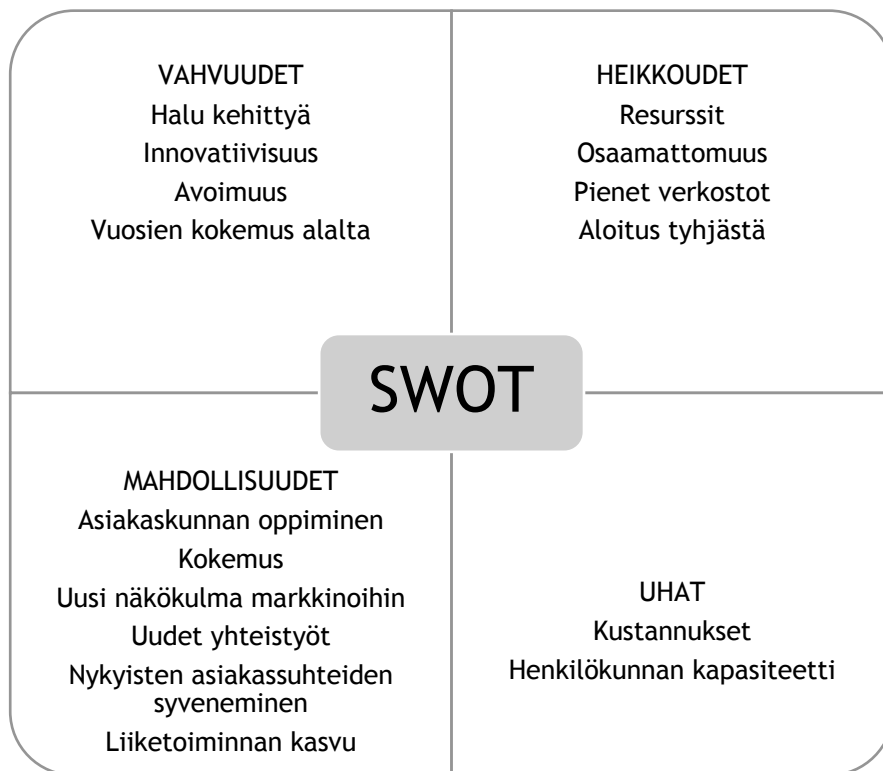 VAHVUUDET
Halu kehittyä
Innovatiivisuus
Avoimuus
Vuosien kokemus alalta
HEIKKOUDET
Resurssit
Osaamattomuus
Pienet verkostot
Aloitus tyhjästä
SWOT
MAHDOLLISUUDET
Asiakaskunnan oppiminen
Kokemus
Uusi näkökulma markkinoihin
Uudet yhteistyöt
Nykyisten asiakassuhteiden
syveneminen
Liiketoiminnan kasvu
UHAT
Kustannukset
Henkilökunnan kapasiteetti